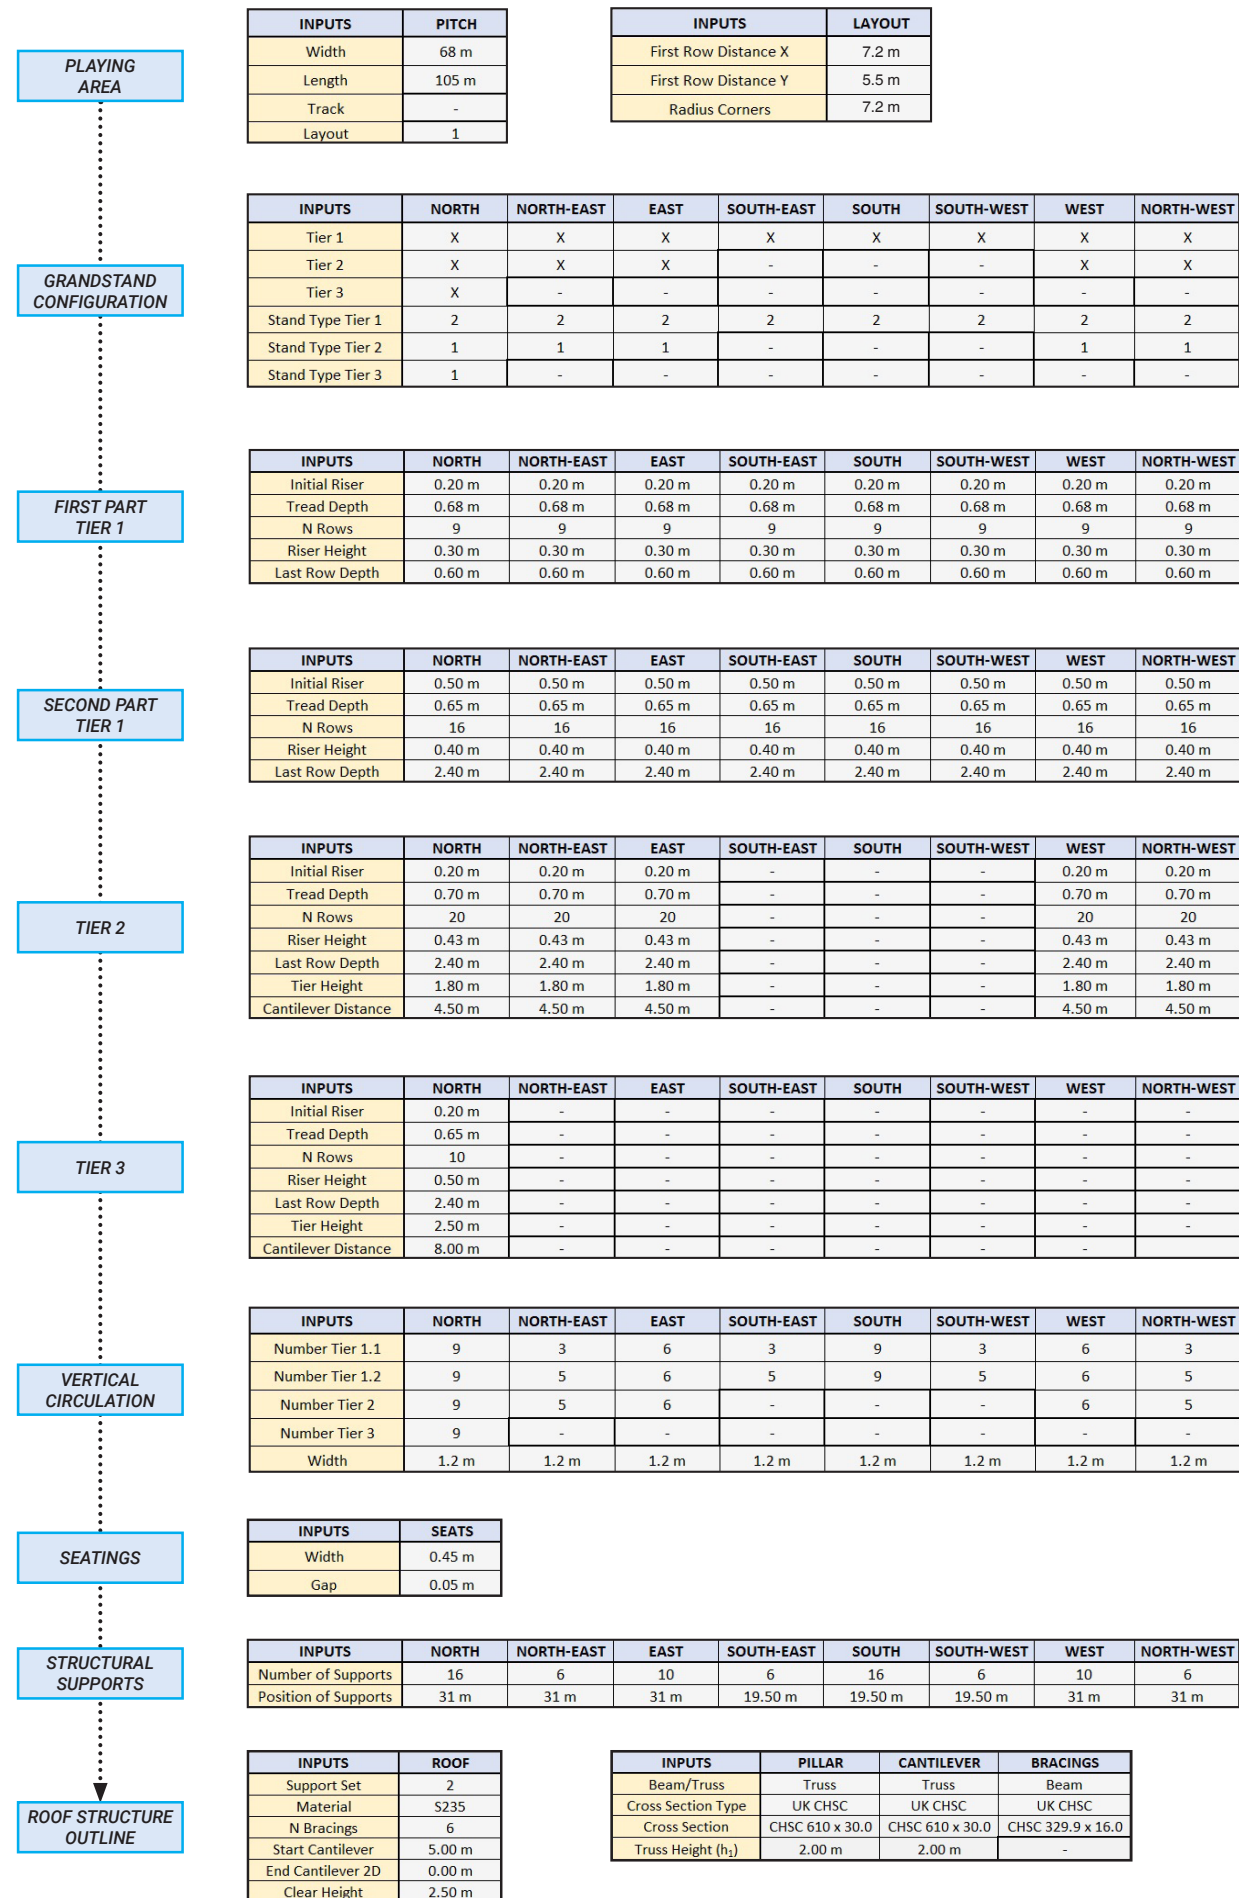 PLAYING AREA
INPUTS PITCH
Width 68 m
Length 105 m
Track -
Layout 1
INPUTS LAYOUT
First Row Distance X 7.2 m
First Row Distance Y 5.5 m
Radius Corners 7.2 m
GRANDSTAND CONFIGURATION
INPUTS NORTH NORTH-EAST EAST SOUTH-EAST SOUTH SOUTH-WEST WEST NORTH-WEST
Tier 1 X X X X X X X X
Tier 2 X X X - - - X X
Tier 3 X - - - - - - -
Stand Type Tier 1 2 2 2 2 2 2 2 2
Stand Type Tier 2 1 1 1 - - - 1 1
Stand Type Tier 3 1 - - - - - - -
FIRST PART TIER 1
INPUTS NORTH NORTH-EAST EAST SOUTH-EAST SOUTH SOUTH-WEST WEST NORTH-WEST
Initial Riser 0.20 m 0.20 m 0.20 m 0.20 m 0.20 m 0.20 m 0.20 m 0.20 m
Tread Depth 0.68 m 0.68 m 0.68 m 0.68 m 0.68 m 0.68 m 0.68 m 0.68 m
N Rows 9 9 9 9 9 9 9 9
Riser Height 0.30 m 0.30 m 0.30 m 0.30 m 0.30 m 0.30 m 0.30 m 0.30 m
Last Row Depth 0.60 m 0.60 m 0.60 m 0.60 m 0.60 m 0.60 m 0.60 m 0.60 m
SECOND PART TIER 1
INPUTS NORTH NORTH-EAST EAST SOUTH-EAST SOUTH SOUTH-WEST WEST NORTH-WEST
Initial Riser 0.50 m 0.50 m 0.50 m 0.50 m 0.50 m 0.50 m 0.50 m 0.50 m
Tread Depth 0.65 m 0.65 m 0.65 m 0.65 m 0.65 m 0.65 m 0.65 m 0.65 m
N Rows 16 16 16 16 16 16 16 16
Riser Height 0.40 m 0.40 m 0.40 m 0.40 m 0.40 m 0.40 m 0.40 m 0.40 m
Last Row Depth 2.40 m 2.40 m 2.40 m 2.40 m 2.40 m 2.40 m 2.40 m 2.40 m
TIER 2
INPUTS NORTH NORTH-EAST EAST SOUTH-EAST SOUTH SOUTH-WEST WEST NORTH-WEST
Initial Riser 0.20 m 0.20 m 0.20 m - - - 0.20 m 0.20 m
Tread Depth 0.70 m 0.70 m 0.70 m - - - 0.70 m 0.70 m
N Rows 20 20 20 - - - 20 20
Riser Height 0.43 m 0.43 m 0.43 m - - - 0.43 m 0.43 m
Last Row Depth 2.40 m 2.40 m 2.40 m - - - 2.40 m 2.40 m
Tier Height 1.80 m 1.80 m 1.80 m - - - 1.80 m 1.80 m
Cantilever Distance 4.50 m 4.50 m 4.50 m - - - 4.50 m 4.50 m
TIER 3
INPUTS NORTH NORTH-EAST EAST SOUTH-EAST SOUTH SOUTH-WEST WEST NORTH-WEST
Initial Riser 0.20 m - - - - - - -
Tread Depth 0.65 m - - - - - - -
N Rows 10 - - - - - - -
Riser Height 0.50 m - - - - - - -
Last Row Depth 2.40 m - - - - - - -
Tier Height 2.50 m - - - - - - -
Cantilever Distance 8.00 m - - - - - -
VERTICAL CIRCULATION
INPUTS NORTH NORTH-EAST EAST SOUTH-EAST SOUTH SOUTH-WEST WEST NORTH-WEST
Number Tier 1.1 9 3 6 3 9 3 6 3
Number Tier 1.2 9 5 6 5 9 5 6 5
Number Tier 2 9 5 6 - - - 6 5
Number Tier 3 9 - - - - - - -
Width 1.2 m 1.2 m 1.2 m 1.2 m 1.2 m 1.2 m 1.2 m 1.2 m
SEATINGS
INPUTS SEATS
Width 0.45 m
Gap 0.05 m
STRUCTURAL SUPPORTS
INPUTS NORTH NORTH-EAST EAST SOUTH-EAST SOUTH SOUTH-WEST WEST NORTH-WEST
Number of Supports 16 6 10 6 16 6 10 6
Position of Supports 31 m 31 m 31 m 19.50 m 19.50 m 19.50 m 31 m 31 m
ROOF STRUCTURE OUTLINE
INPUTS ROOF
Support Set 2
Material S235
N Bracings 6
Start Cantilever 5.00 m
End Cantilever 2D 0.00 m
Clear Height 2.50 m
INPUTS PILLAR CANTILEVER BRACINGS
Beam/Truss Truss Truss Beam
Cross Section Type UK CHSC UK CHSC UK CHSC
Cross Section CHSC 610 x 30.0 CHSC 610 x 30.0 CHSC 329.9 x 16.0
Truss Height (h₁) 2.00 m 2.00 m -